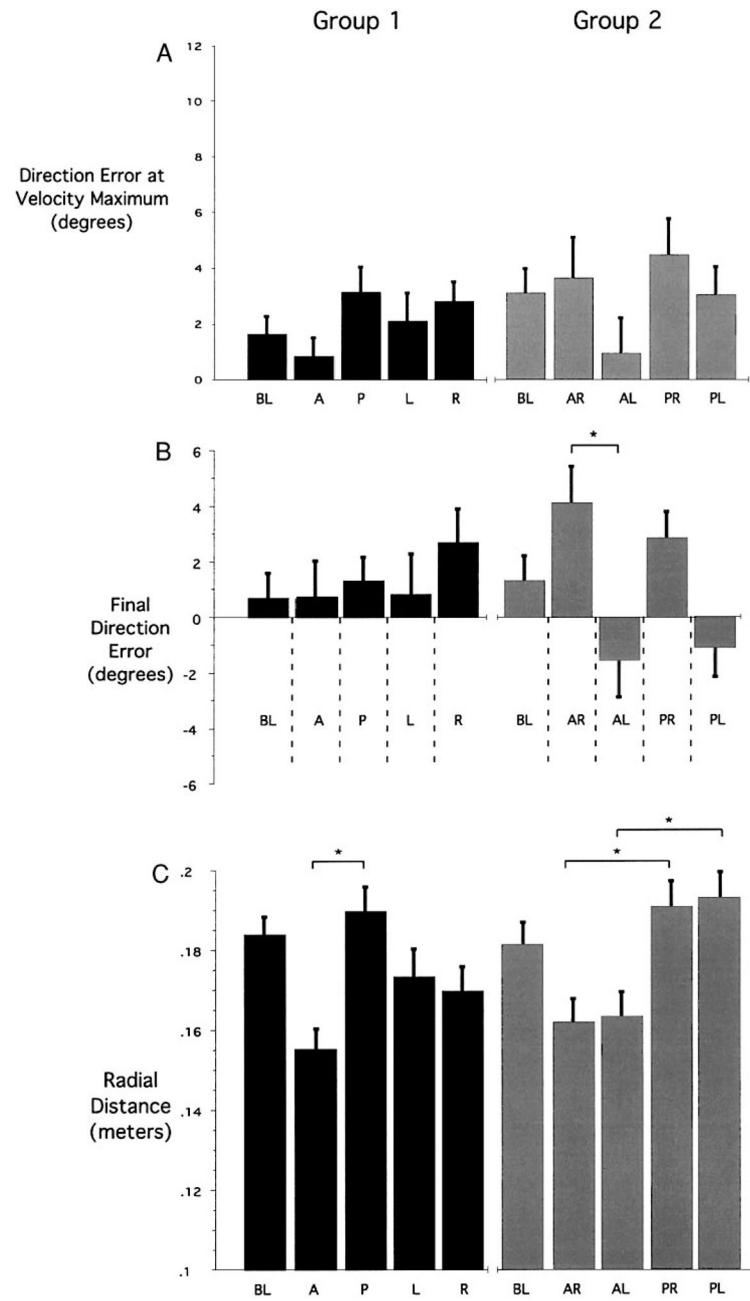 Group 1 Group 2
A
12
10
8
6
4
2
0
Direction Error at
Velocity Maximum
(degrees)
BL A P L R BL AR AL PR PL
B
6
4
2
0
-2
-4
-6
*
Final
Direction
Error
(degrees)
BL A P L R BL AR AL PR PL
C
.2
.18
.16
.14
.12
.1
* * *
Radial
Distance
(meters)
BL A P L R BL AR AL PR PL